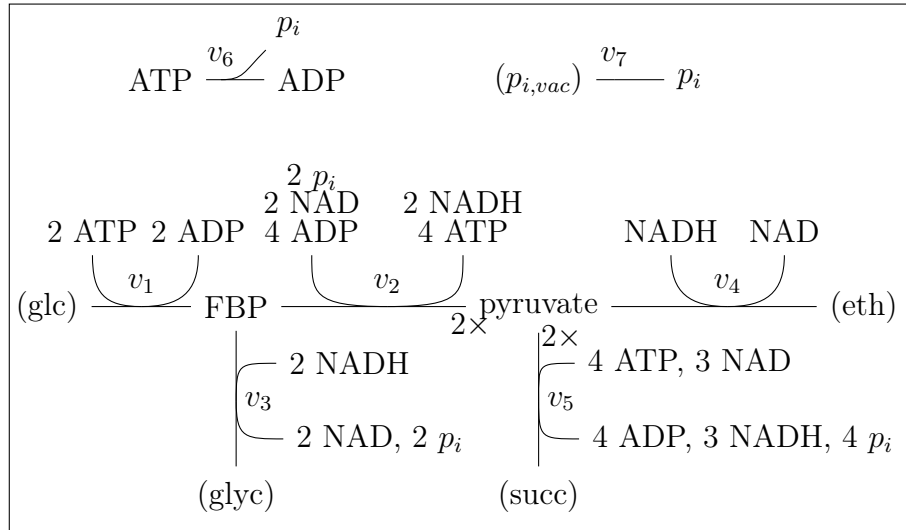 p_i
v_6
ATP ADP
v_7
(p_{i,vac}) p_i
2 p_i
2 NAD 2 NADH
2 ATP 2 ADP 4 ADP 4 ATP NADH NAD
v_1 v_2 v_4
(glc) FBP pyruvate (eth)
2× 2×
2 NADH 4 ATP, 3 NAD
v_3 v_5
2 NAD, 2 p_i 4 ADP, 3 NADH, 4 p_i
(glyc) (succ)